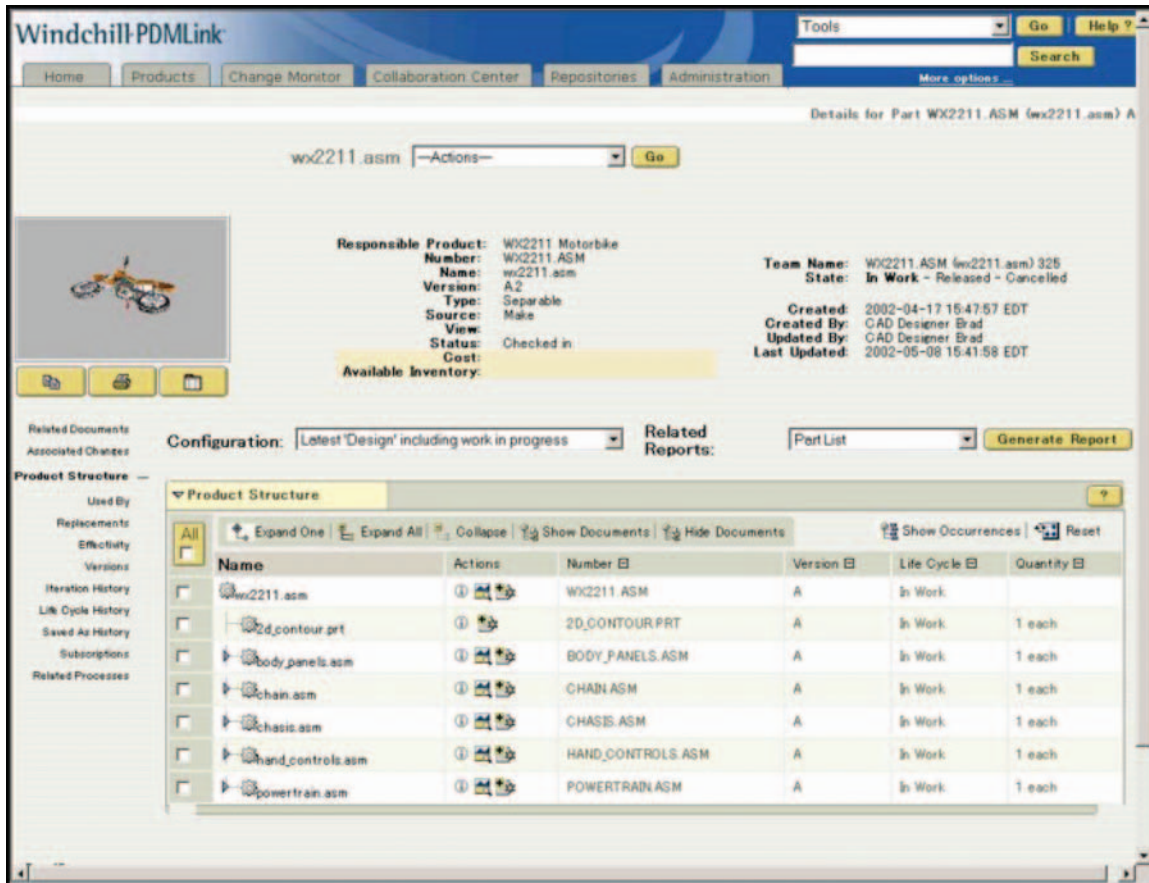 Windchill PDMLink
Tools Go Help ?
Search
More options ...
Home Products Change Monitor Collaboration Center Repositories Administration
Details for Part WX2211.ASM (wx2211.asm) A
wx2211.asm —Actions— Go
Responsible Product: WX2211 Motorbike
Number: WX2211.ASM
Name: wx2211.asm
Version: A.2
Type: Separable
Source: Make
View:
Status: Checked in
Cost:
Available Inventory:
Team Name: WX2211.ASM (wx2211.asm) 325
State: In Work - Released - Cancelled
Created: 2002-04-17 15:47:57 EDT
Created By: CAD Designer Brad
Updated By: CAD Designer Brad
Last Updated: 2002-05-08 15:41:58 EDT
Related Documents
Associated Changes
Product Structure —
Used By
Replacements
Effectivity
Versions
Iteration History
Life Cycle History
Saved As History
Subscriptions
Related Processes
Configuration: Latest 'Design' including work in progress Related Reports: Part List Generate Report
Product Structure ?
All Expand One | Expand All | Collapse | Show Documents | Hide Documents Show Occurrences | Reset
Name Actions Number Version Life Cycle Quantity
wx2211.asm WX2211.ASM A In Work
2d_contour.prt 2D_CONTOUR.PRT A In Work 1 each
body_panels.asm BODY_PANELS.ASM A In Work 1 each
chain.asm CHAIN.ASM A In Work 1 each
chasis.asm CHASIS.ASM A In Work 1 each
hand_controls.asm HAND_CONTROLS.ASM A In Work 1 each
powertrain.asm POWERTRAIN.ASM A In Work 1 each